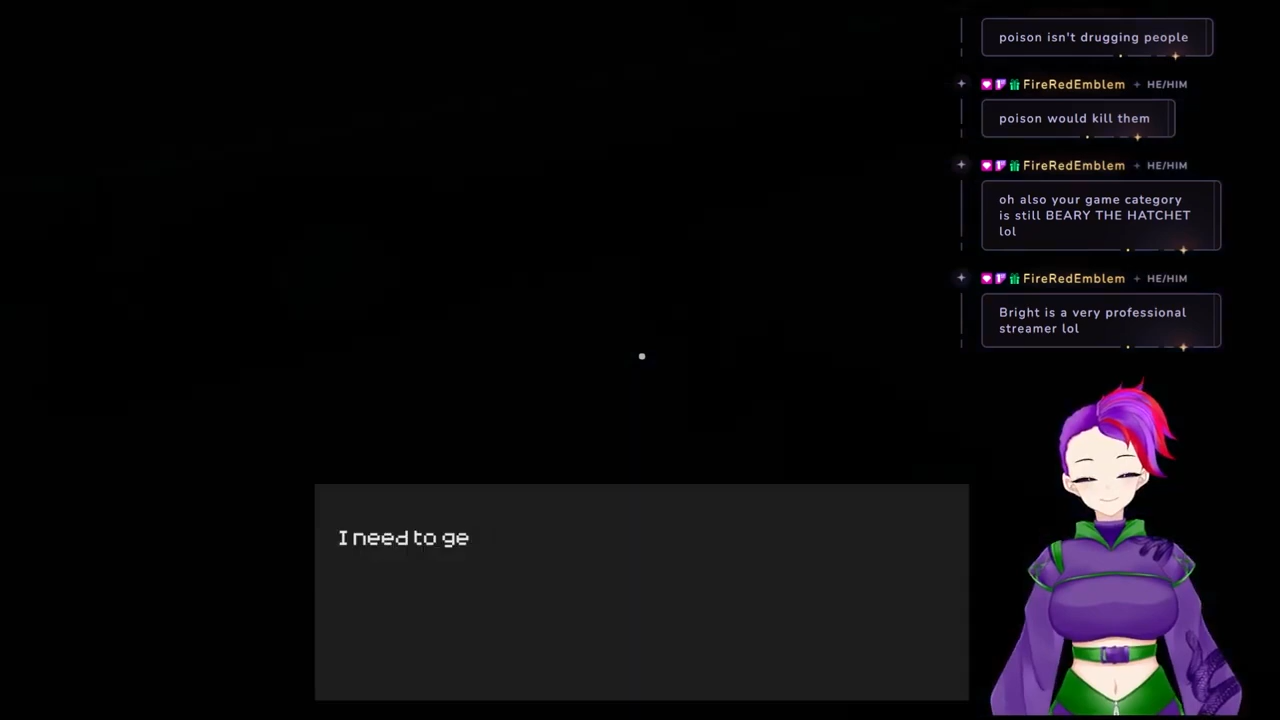 poison isn't drugging people
FireRedEmblem HE/HIM
poison would kill them
FireRedEmblem HE/HIM
oh also your game category
is still BEARY THE HATCHET
lol
FireRedEmblem HE/HIM
Bright is a very professional
streamer lol
I need to ge